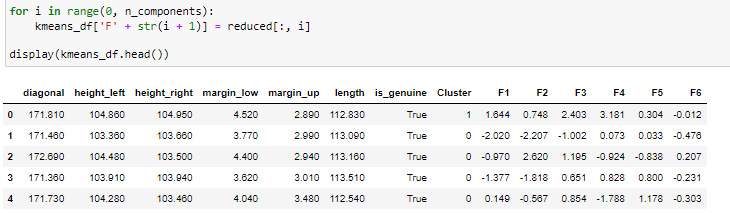 for i in range(0, n_components):
    kmeans_df['F' + str(i + 1)] = reduced[:, i]
display(kmeans_df.head())
diagonal height_left height_right margin_low margin_up length is_genuine Cluster F1 F2 F3 F4 F5 F6
0 171.810 104.860 104.950 4.520 2.890 112.830 True 1 1.644 0.748 2.403 3.181 0.304 -0.012
1 171.460 103.360 103.660 3.770 2.990 113.090 True 0 -2.020 -2.207 -1.002 0.073 0.033 -0.476
2 172.690 104.480 103.500 4.400 2.940 113.160 True 0 -0.970 2.620 1.195 -0.924 -0.838 0.207
3 171.360 103.910 103.940 3.620 3.010 113.510 True 0 -1.377 -1.818 0.651 0.828 0.800 -0.231
4 171.730 104.280 103.460 4.040 3.480 112.540 True 0 0.149 -0.567 0.854 -1.788 1.178 -0.303